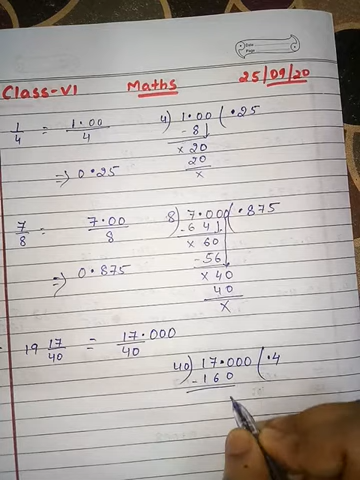 Date
Page
Class-VI Maths 25/09/20
1/4 = 1.00/4
4) 1.00 ( .25
- 8
× 20
20
×
⇒ 0.25
7/8 = 7.00/8
8) 7.000 ( .875
- 64
× 60
- 56
× 40
40
×
⇒ 0.875
19 17/40 = 17.000/40
40) 17.000 ( .4
- 160